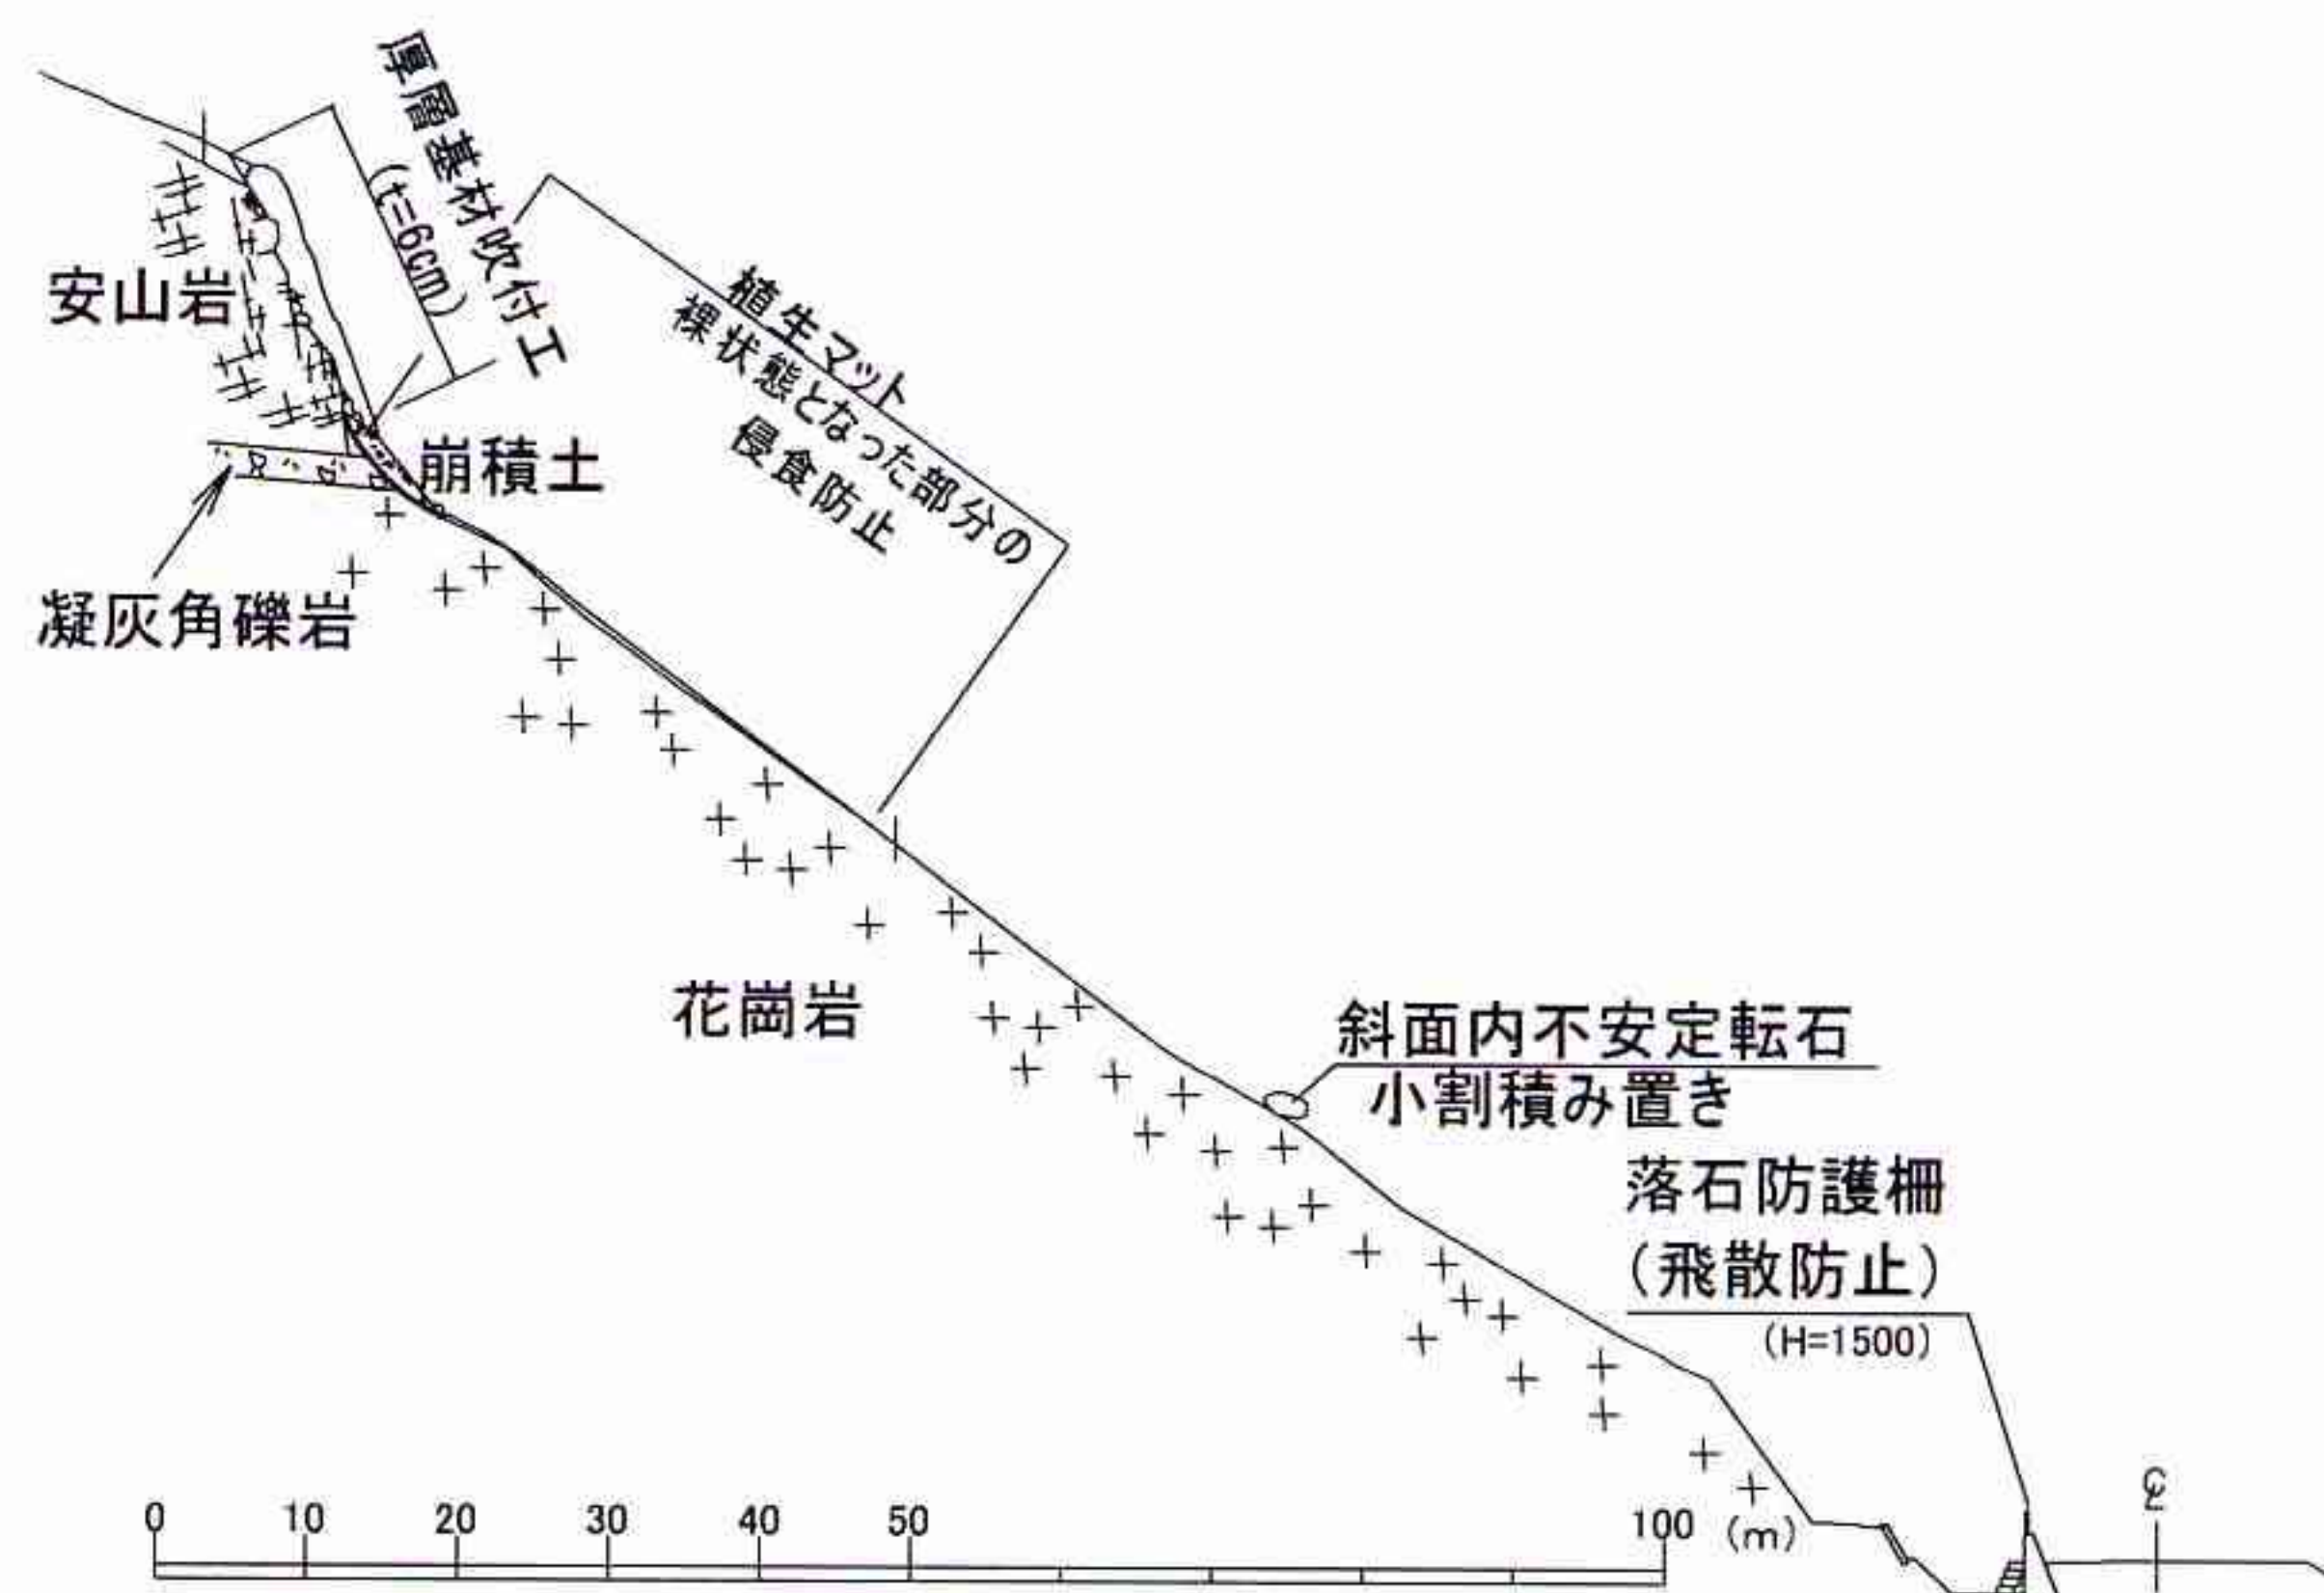 厚層基材吹付工
（t=6cm）
植生マット
裸状態となった部分の
侵食防止
安山岩
崩積土
凝灰角礫岩
花崗岩
斜面内不安定転石
小割積み置き
落石防護柵
（飛散防止）
（H=1500）
0 10 20 30 40 50 100 （m）
℄